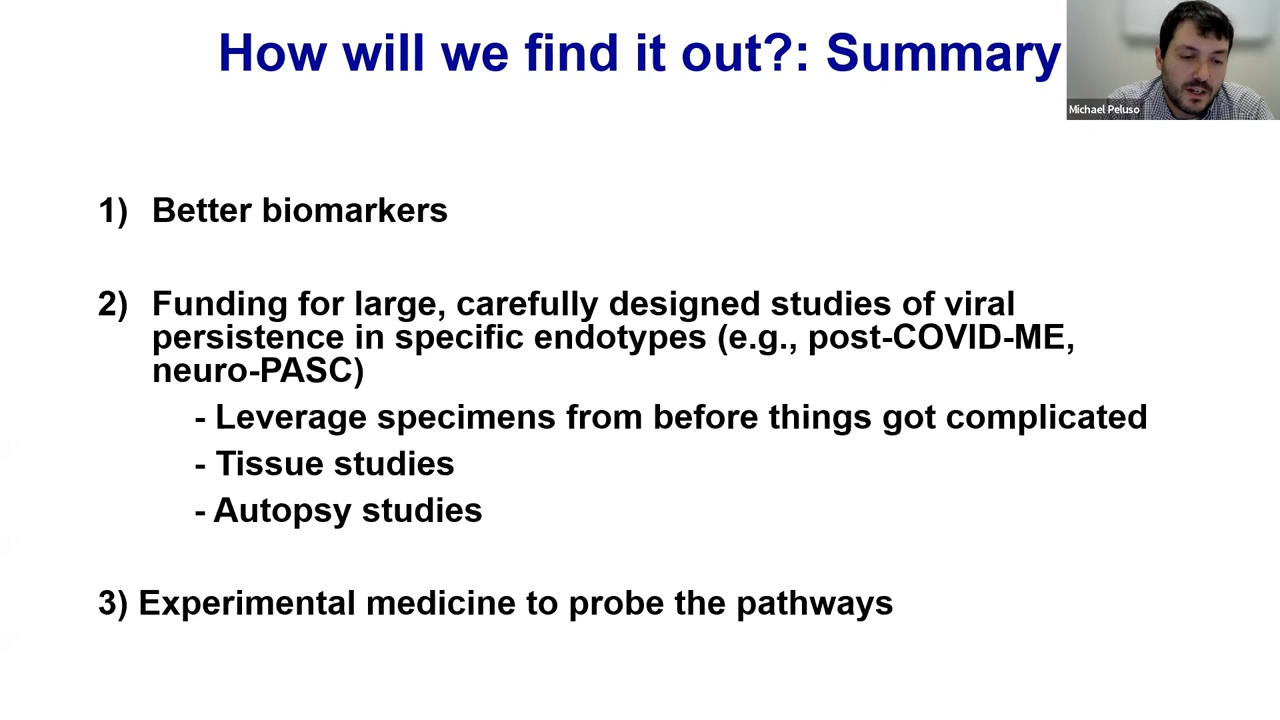 How will we find it out?: Summary
Michael Peluso
1) Better biomarkers
2) Funding for large, carefully designed studies of viral
persistence in specific endotypes (e.g., post-COVID-ME,
neuro-PASC)
- Leverage specimens from before things got complicated
- Tissue studies
- Autopsy studies
3) Experimental medicine to probe the pathways